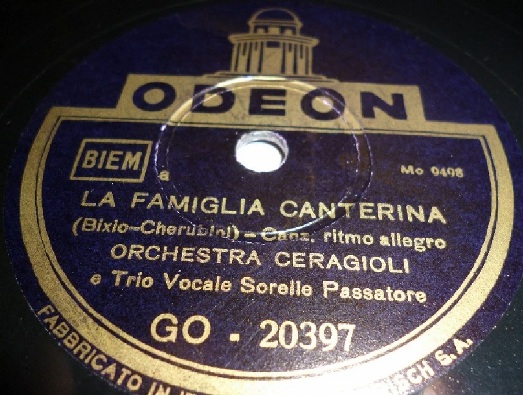 ODEON
BIEM
a
Mo 9498
LA FAMIGLIA CANTERINA
(Bixio-Cherubini) - Canz. ritmo allegro
ORCHESTRA CERAGIOLI
e Trio Vocale Sorelle Passatore
GO - 20397
FABBRICATO IN S.A.